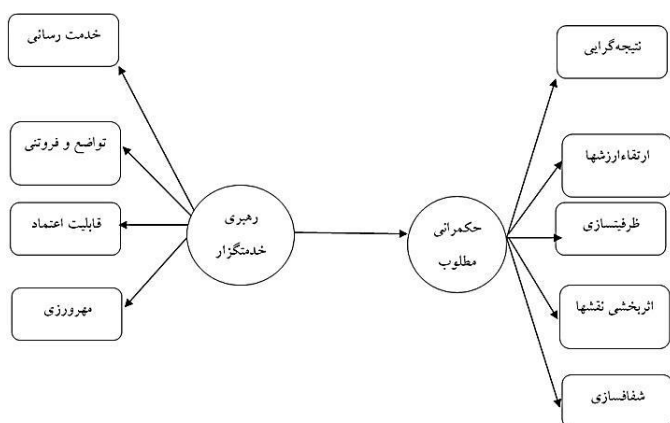 خدمت رسانی
تواضع و فروتنی
قابلیت اعتماد
مهرورزی
رهبری
خدمتگزار
حکمرانی
مطلوب
نتیجه‌گرایی
ارتقاءارزشها
ظرفیتسازی
اثربخشی نقشها
شفافسازی